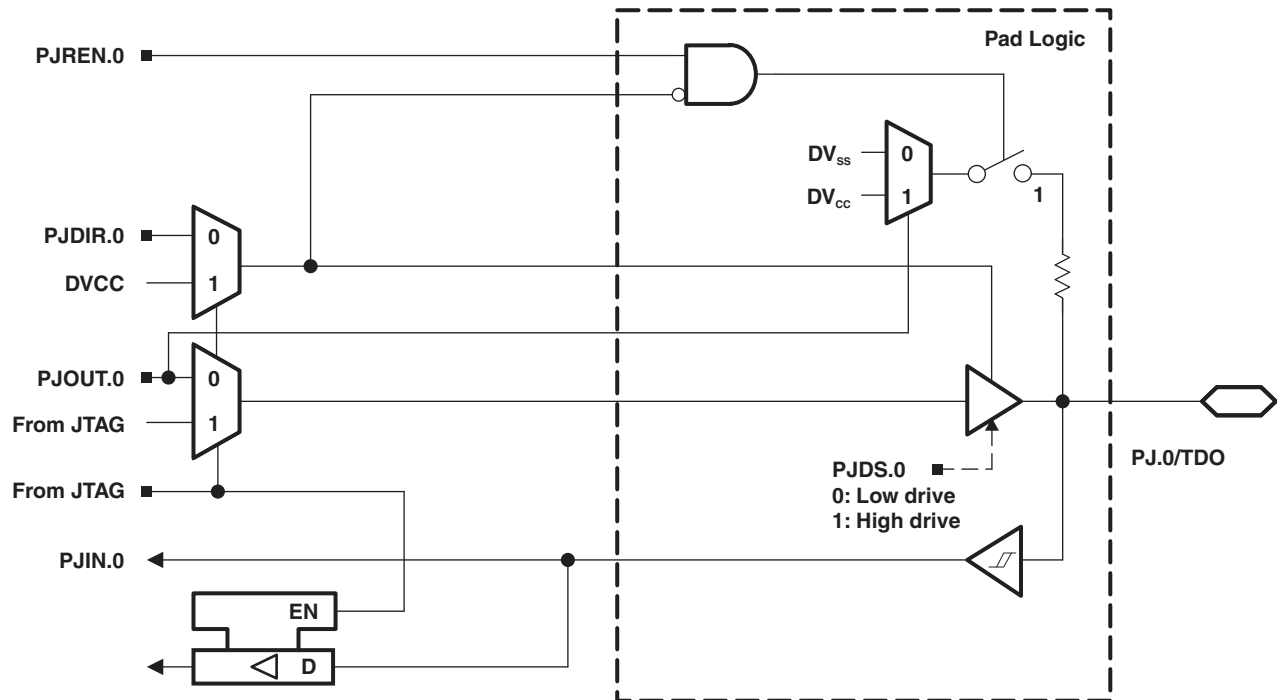 Pad Logic
PJREN.0
DVss
0
DVcc
1
1
PJDIR.0
0
DVCC
1
PJOUT.0
0
From JTAG
1
From JTAG
PJDS.0
0: Low drive
1: High drive
PJ.0/TDO
PJIN.0
EN
D